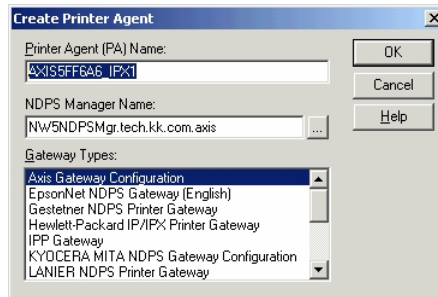 Create Printer Agent
Printer Agent (PA) Name:
AXIS5FF6A6_IPX1
NDPS Manager Name:
NW5NDPSMgr.tech.kk.com.axis
...
Gateway Types:
Axis Gateway Configuration
EpsonNet NDPS Gateway (English)
Gestetner NDPS Printer Gateway
Hewlett-Packard IP/IPX Printer Gateway
IPP Gateway
KYOCERA MITA NDPS Gateway Configuration
LANIER NDPS Printer Gateway
OK
Cancel
Help